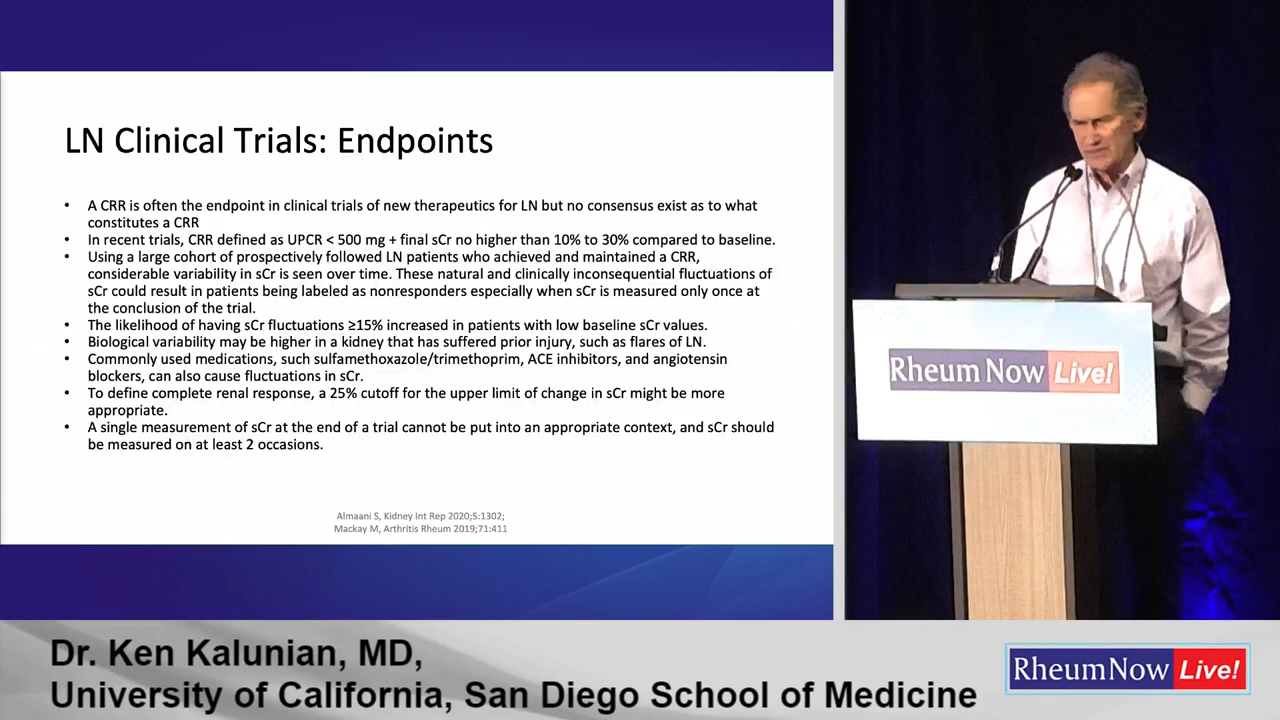 LN Clinical Trials: Endpoints
• A CRR is often the endpoint in clinical trials of new therapeutics for LN but no consensus exist as to what
constitutes a CRR
• In recent trials, CRR defined as UPCR < 500 mg + final sCr no higher than 10% to 30% compared to baseline.
• Using a large cohort of prospectively followed LN patients who achieved and maintained a CRR,
considerable variability in sCr is seen over time. These natural and clinically inconsequential fluctuations of
sCr could result in patients being labeled as nonresponders especially when sCr is measured only once at
the conclusion of the trial.
• The likelihood of having sCr fluctuations ≥15% increased in patients with low baseline sCr values.
• Biological variability may be higher in a kidney that has suffered prior injury, such as flares of LN.
• Commonly used medications, such sulfamethoxazole/trimethoprim, ACE inhibitors, and angiotensin
blockers, can also cause fluctuations in sCr.
• To define complete renal response, a 25% cutoff for the upper limit of change in sCr might be more
appropriate.
• A single measurement of sCr at the end of a trial cannot be put into an appropriate context, and sCr should
be measured on at least 2 occasions.
Almaani S, Kidney Int Rep 2020;5:1302;
Mackay M, Arthritis Rheum 2019;71:411
Rheum Now Live!
Dr. Ken Kalunian, MD,
University of California, San Diego School of Medicine
RheumNow Live!